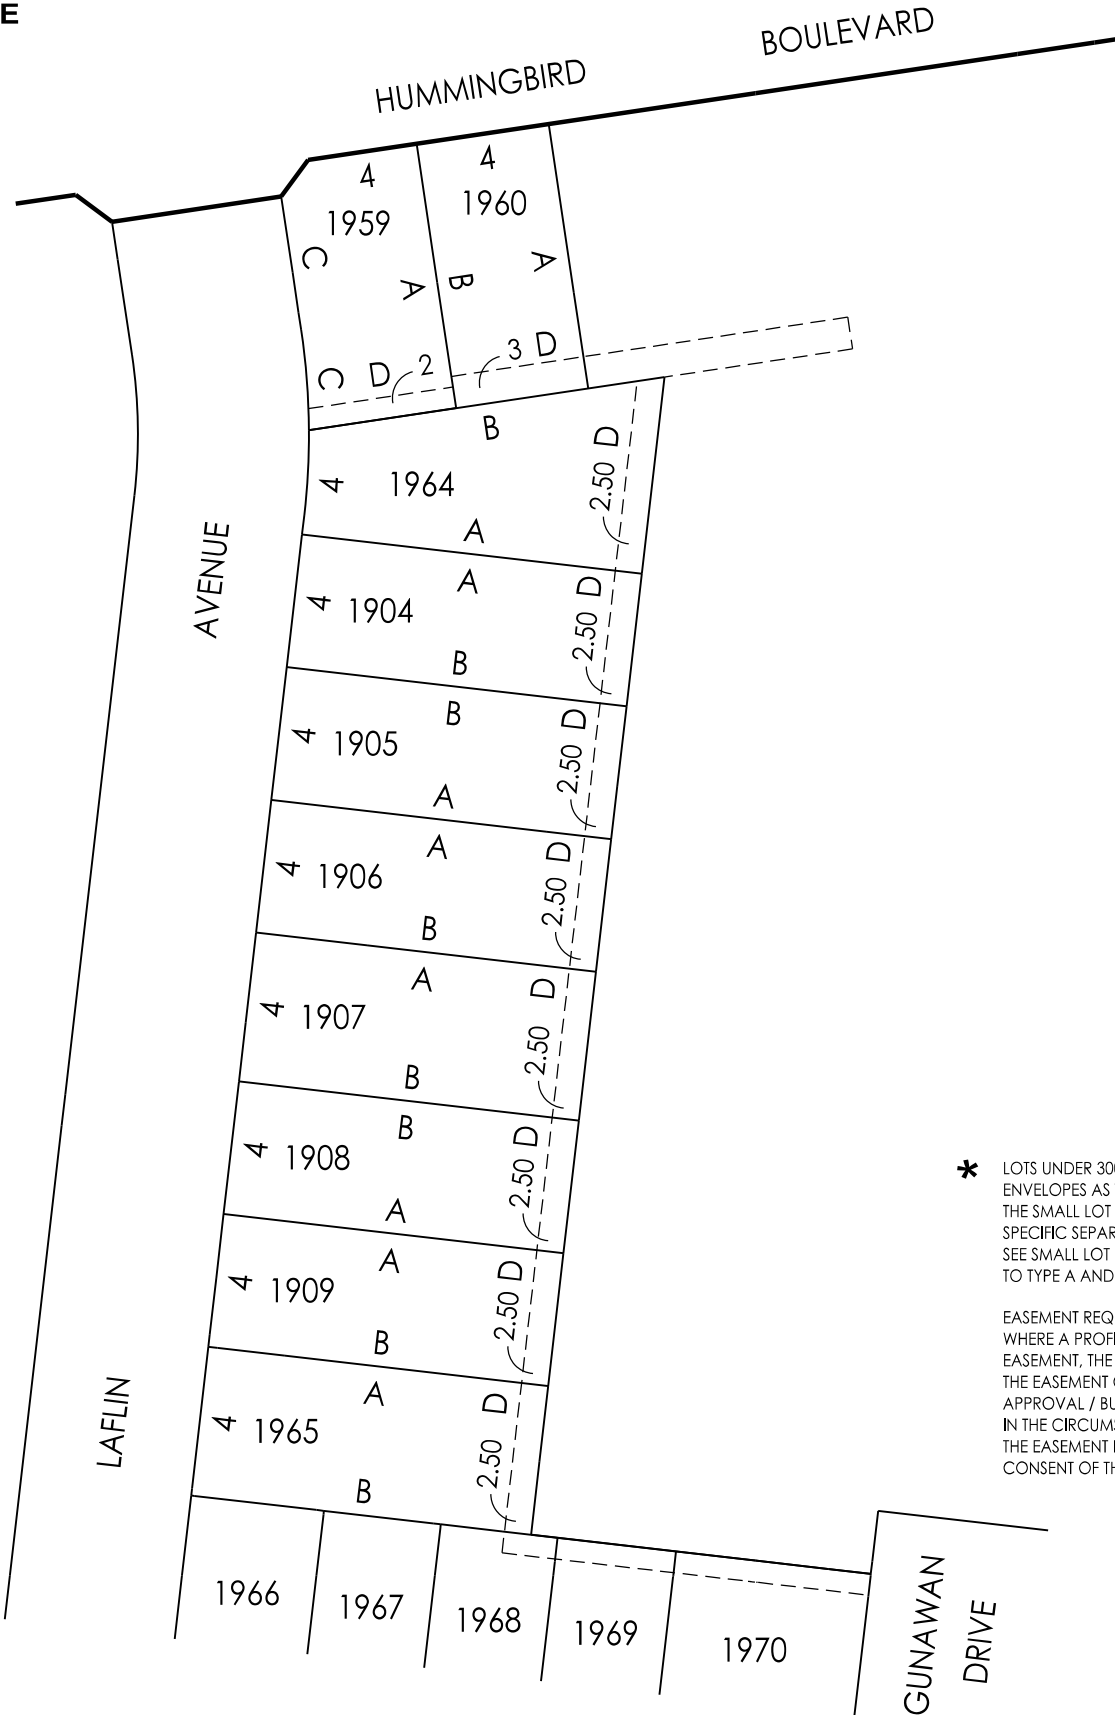 E
HUMMINGBIRD BOULEVARD
4
1959
C
A
C
D
2
4
1960
B
A
3 D
B
4 1964
2.50 D
A
A
4 1904
2.50 D
B
B
4 1905
2.50 D
A
A
4 1906
2.50 D
B
A
4 1907
2.50 D
B
B
4 1908
2.50 D
A
A
4 1909
2.50 D
B
A
4 1965
2.50 D
B
LAFLIN AVENUE
1966
1967
1968
1969
1970
GUNAWAN
DRIVE
* LOTS UNDER 300
ENVELOPES AS
THE SMALL LOT
SPECIFIC SEPAR
SEE SMALL LOT
TO TYPE A AND
EASEMENT REQ
WHERE A PROF
EASEMENT, THE
THE EASEMENT
APPROVAL / BU
IN THE CIRCUMS
THE EASEMENT
CONSENT OF TH